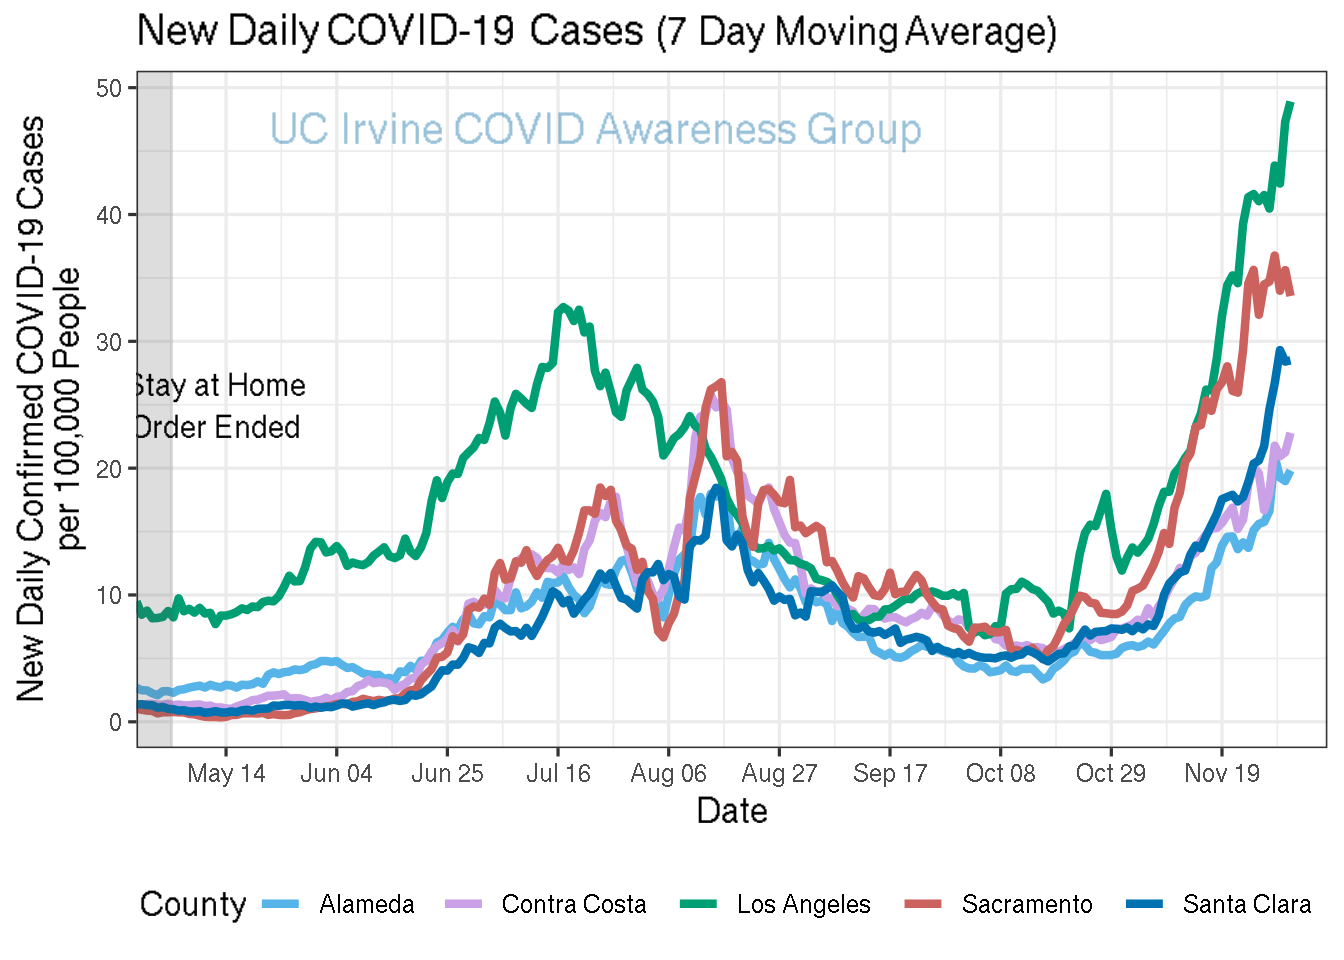 New Daily COVID-19 Cases (7 Day Moving Average)
UC Irvine COVID Awareness Group
New Daily Confirmed COVID-19 Cases
per 100,000 People
50
40
30
20
10
0
Stay at Home
Order Ended
May 14 Jun 04 Jun 25 Jul 16 Aug 06 Aug 27 Sep 17 Oct 08 Oct 29 Nov 19
Date
County Alameda Contra Costa Los Angeles Sacramento Santa Clara